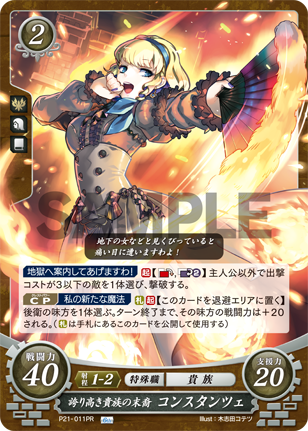 2
SAMPLE
地下の女などと見くびっていると
痛い目に遭いますわよ!
地獄へ案内してあげますわ! 起【 】主人公以外で出撃
コストが3以下の敵を1体選び、撃破する。
CP 私の新たな魔法 起【このカードを退避エリアに置く】
後衛の味方を1体選ぶ。ターン終了まで、その味方の戦闘力は+20
される。(札は手札にあるこのカードを公開して使用する)
戦闘力
40
射程 1-2
特殊職
貴族
支援力
20
誇り高き貴族の末裔 コンスタンツェ
P21-011PR
Illust:木志田コテツ